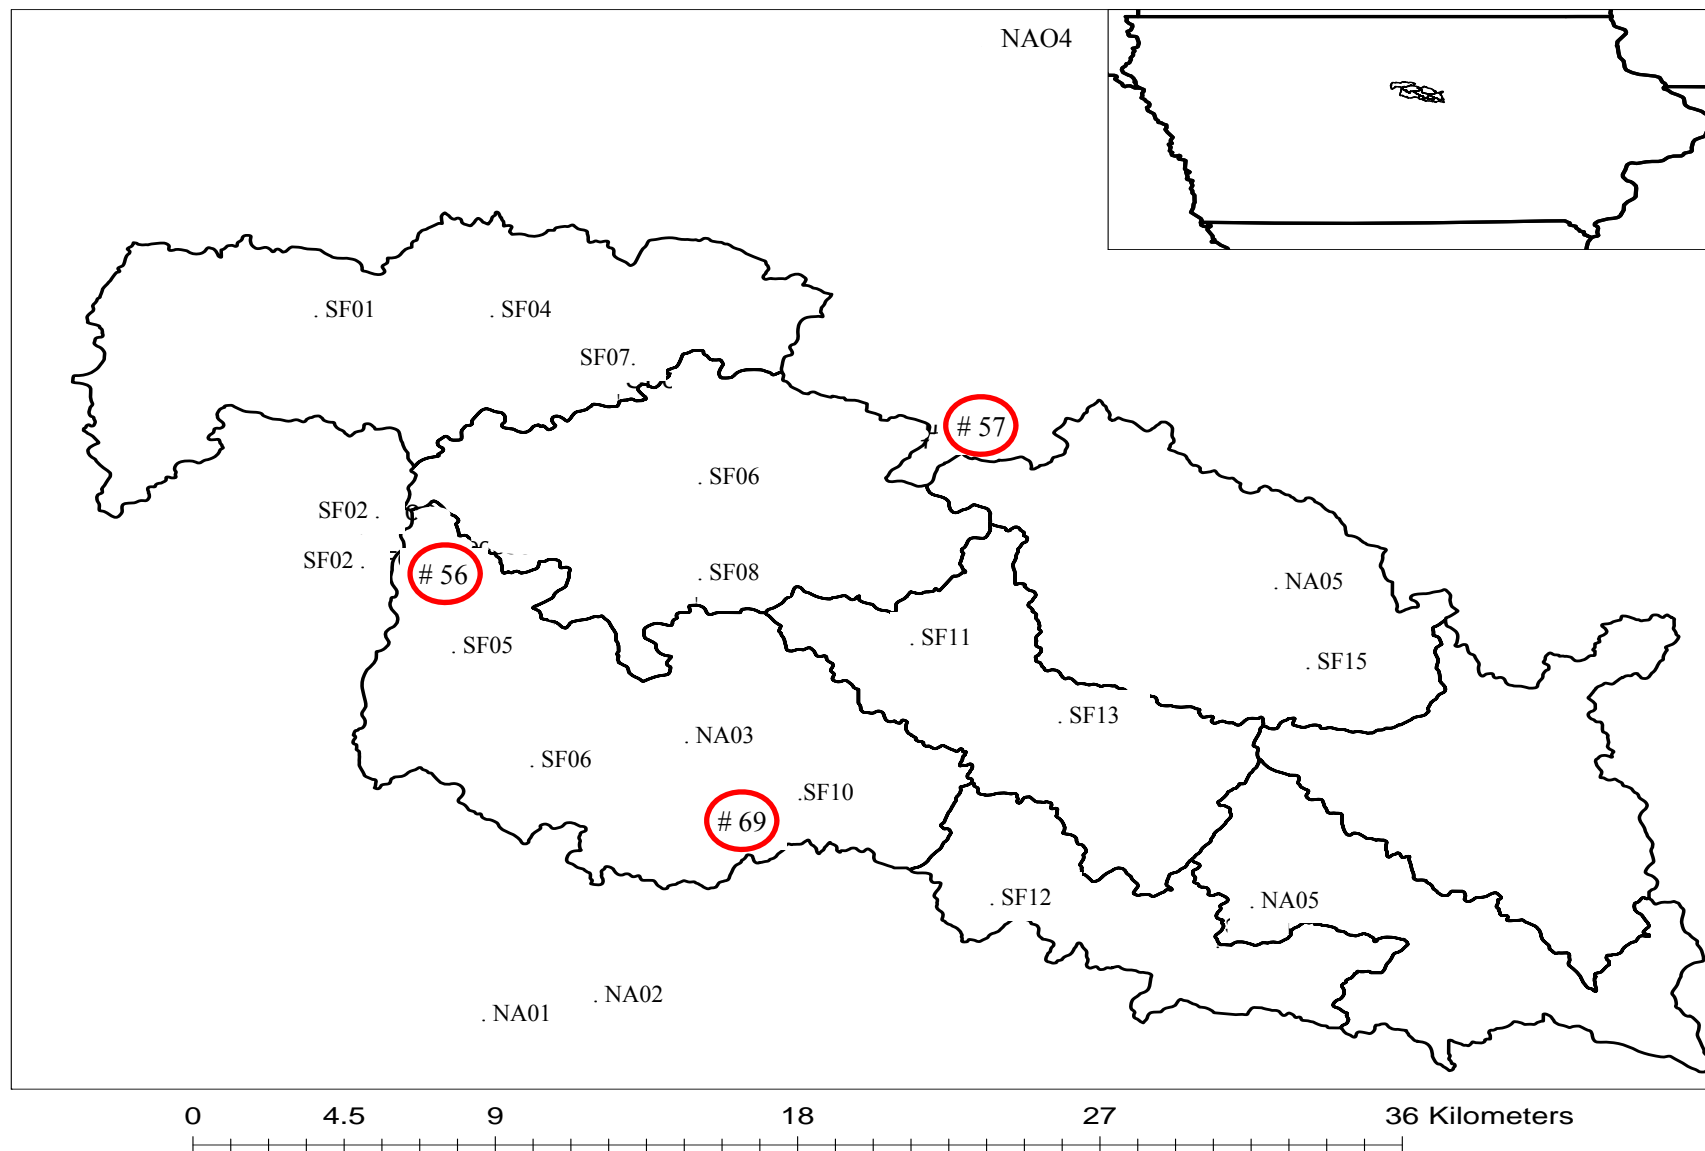 NAO4
. SF01
. SF04
SF07.
# 57
. SF06
SF02 .
SF02 .
# 56
. SF08
. NA05
. SF05
. SF11
. SF15
. SF13
. NA03
. SF06
.SF10
# 69
. SF12
. NA05
. NA02
. NA01
0 4.5 9 18 27 36 Kilometers